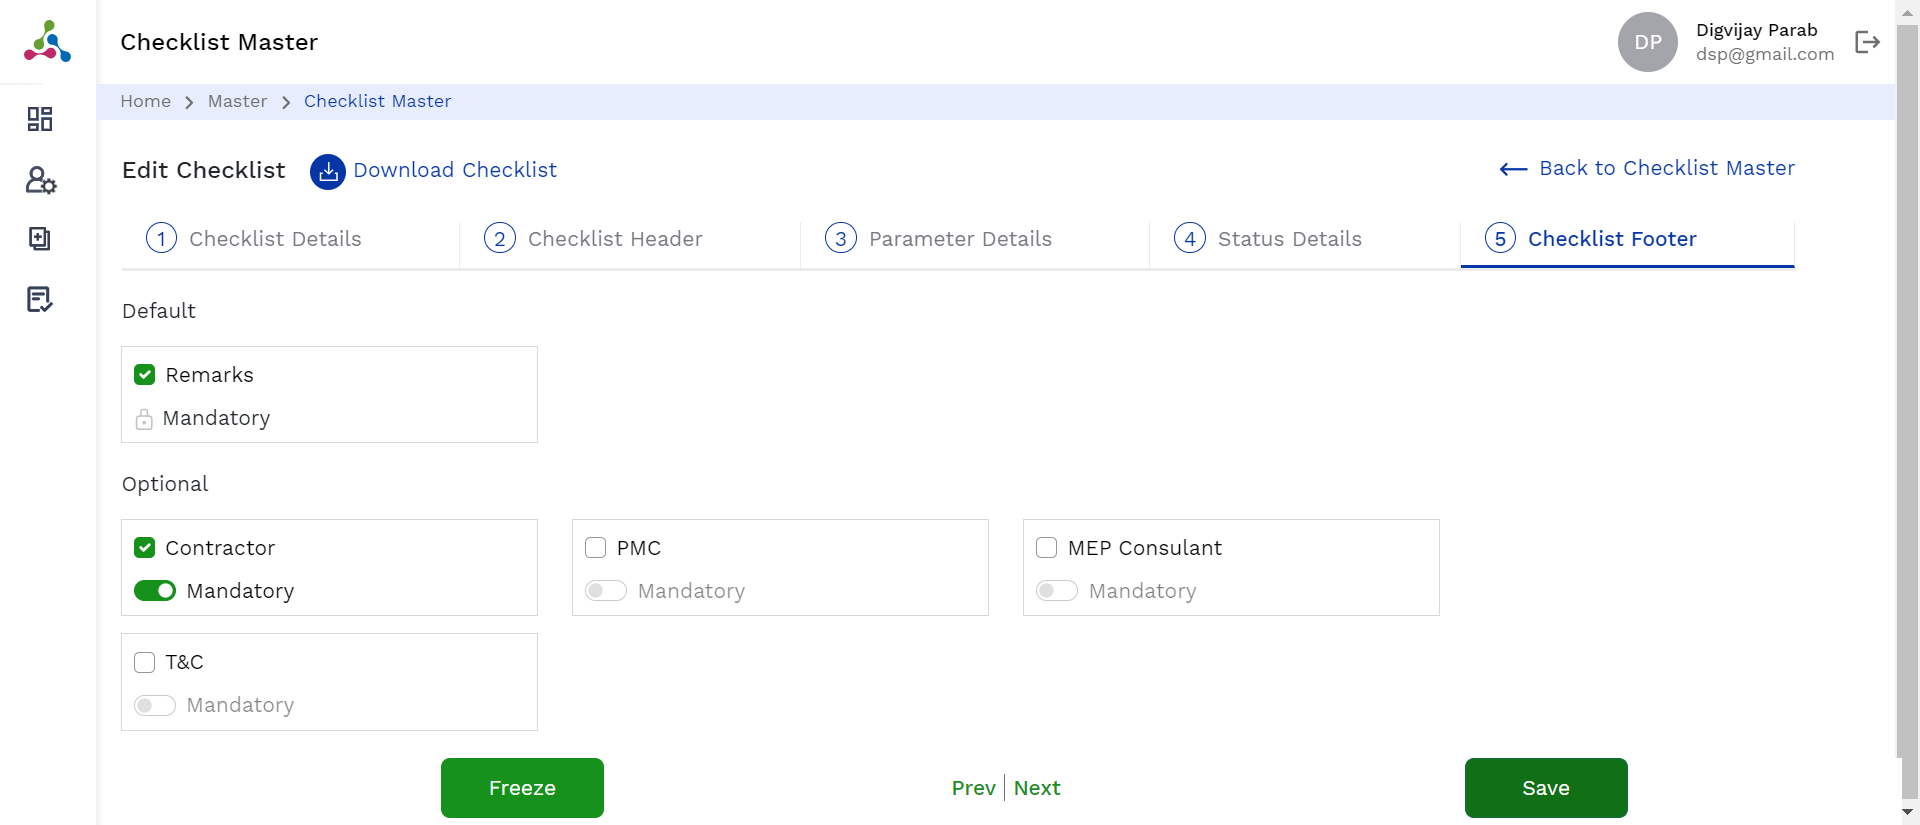 Checklist Master
DP
Digvijay Parab
dsp@gmail.com
Home > Master > Checklist Master
Edit Checklist
Download Checklist
Back to Checklist Master
1 Checklist Details
2 Checklist Header
3 Parameter Details
4 Status Details
5 Checklist Footer
Default
Remarks
Mandatory
Optional
Contractor
Mandatory
PMC
Mandatory
MEP Consulant
Mandatory
T&C
Mandatory
Freeze
Prev | Next
Save